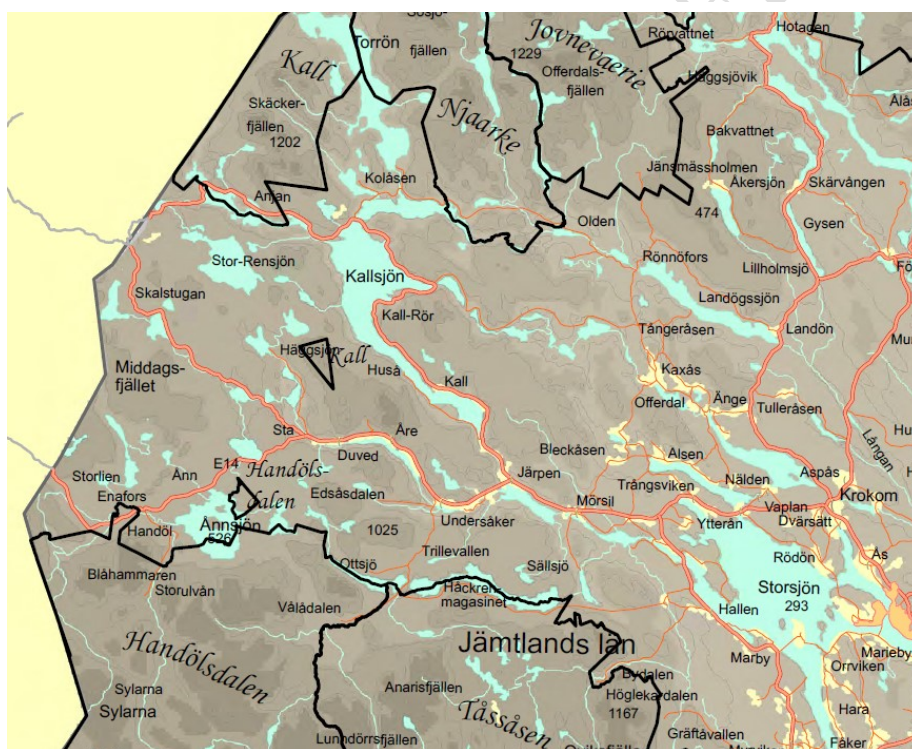 Sösjö-
fjällen
Torrön
Kall
Jovnevaerie
1229
Offerdals-
fjällen
Rörvattnet
Hotagen
Häggsjövik
Skäcker-
fjällen
1202
Njaarke
Bakvattnet
Jänsmässholmen
Åkersjön
Skärvången
Kolåsen
Anjan
474
Olden
Gysen
Stor-Rensjön
Kallsjön
Rönnöfors
Lillholmsjö
Skalstugan
Landögssjön
Kall-Rör
Tångeråsen
Landön
Häggsjön
Kall
Middags-
fjället
Huså
Kall
Kaxås
Offerdal
Änge
Tulleråsen
Sta
Åre
Duved
Bleckåsen
Långan
Storlien
Ånn
E14
Handöls-
dalen
Järpen
Alsen
Aspås
Enafors
Edsåsdalen
Mörsil
Trångsviken
Nälden
Krokom
Vaplan
Dvärsätt
Handöl
Ännsjön
526
1025
Undersåker
Ytterån
Trillevallen
Rödön
Ås
Blåhammaren
Storulvån
Ottsjö
Sällsjö
Storsjön
293
Vålådalen
Håckren-
magasinet
Hallen
Handölsdalen
Jämtlands län
Marby
Marieby
Orrviken
Bydalen
Höglekardalen
1167
Sylarna
Sylarna
Anarisfjällen
Tåssåsen
Hara
Gräftåvallen
Lunndörrsfjällen
Fåker